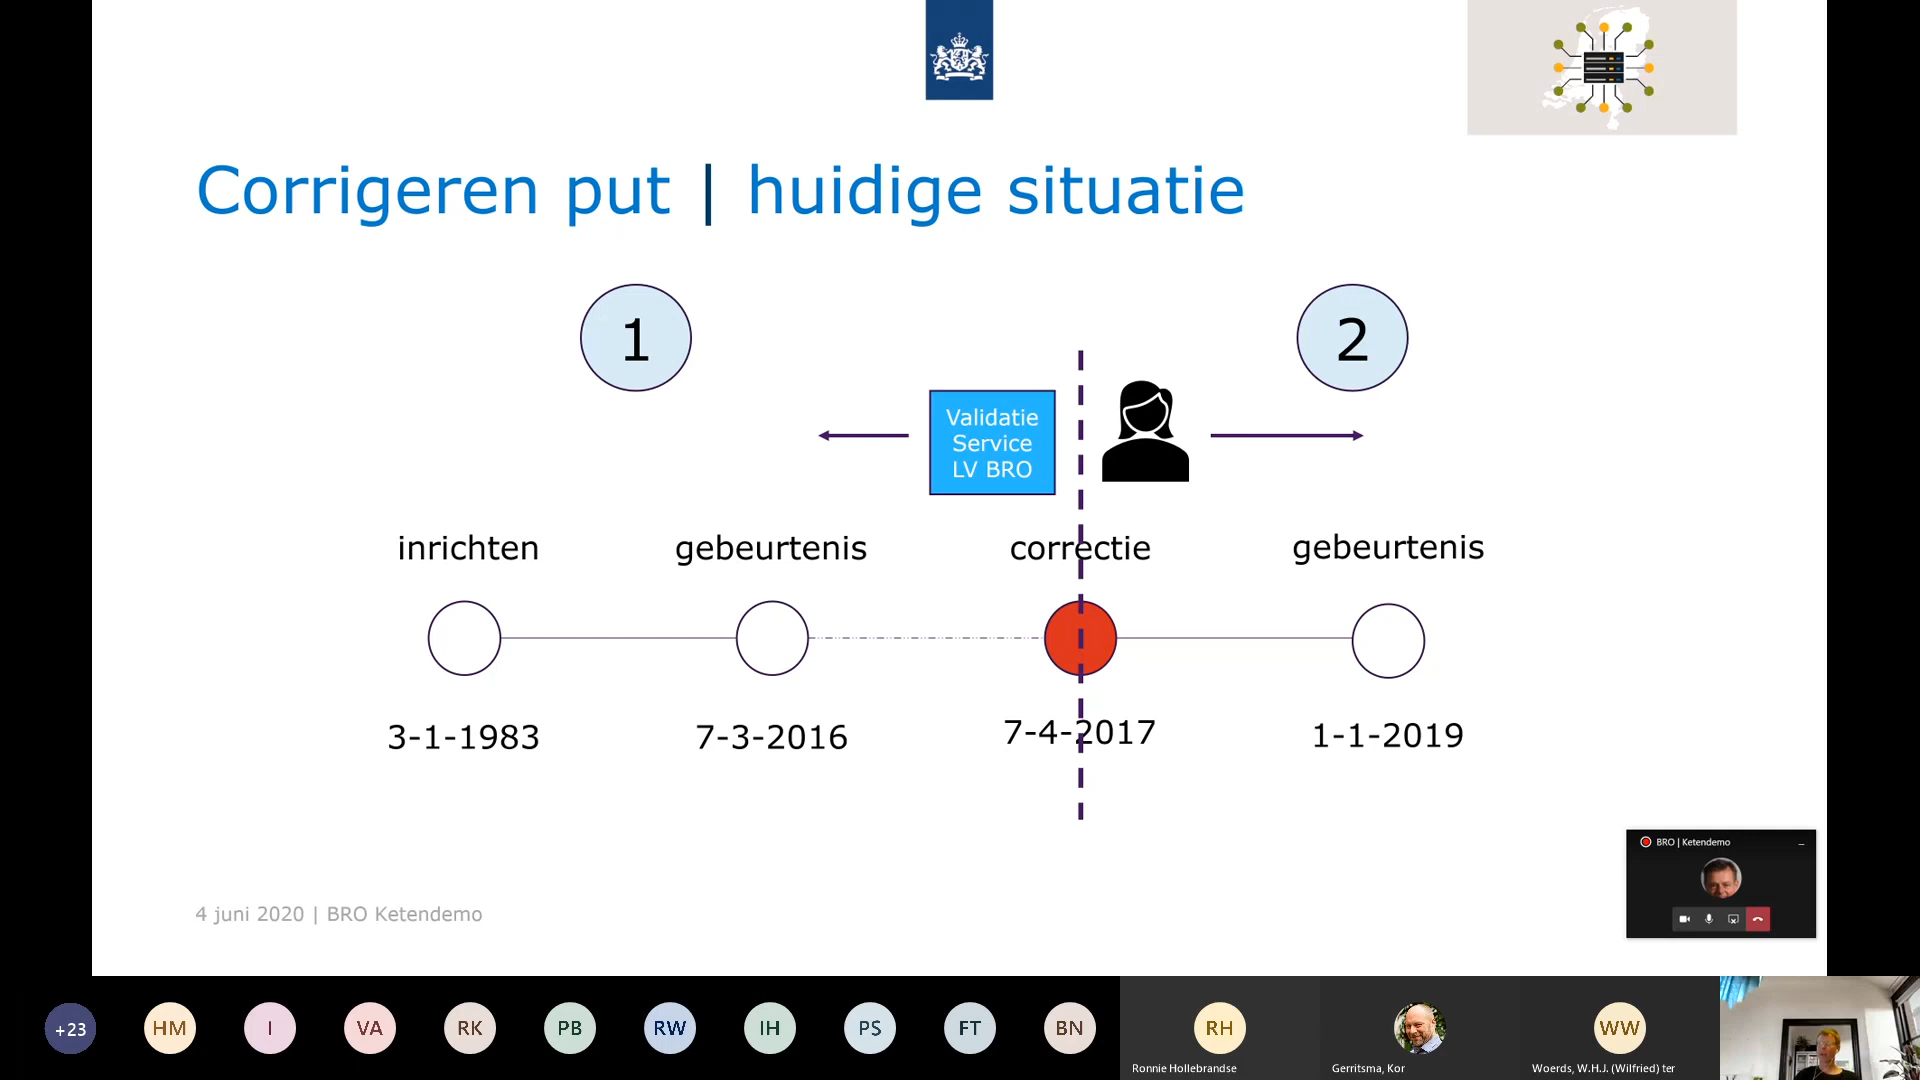 Corrigeren put | huidige situatie
1
2
Validatie
Service
LV BRO
inrichten
gebeurtenis
correctie
gebeurtenis
3-1-1983
7-3-2016
7-4-2017
1-1-2019
BRO | Ketendemo
4 juni 2020 | BRO Ketendemo
+23
HM
I
VA
RK
PB
RW
IH
PS
FT
BN
RH
WW
Ronnie Hollebrandse
Gerritsma, Kor
Woerds, W.H.J. (Wilfried) ter